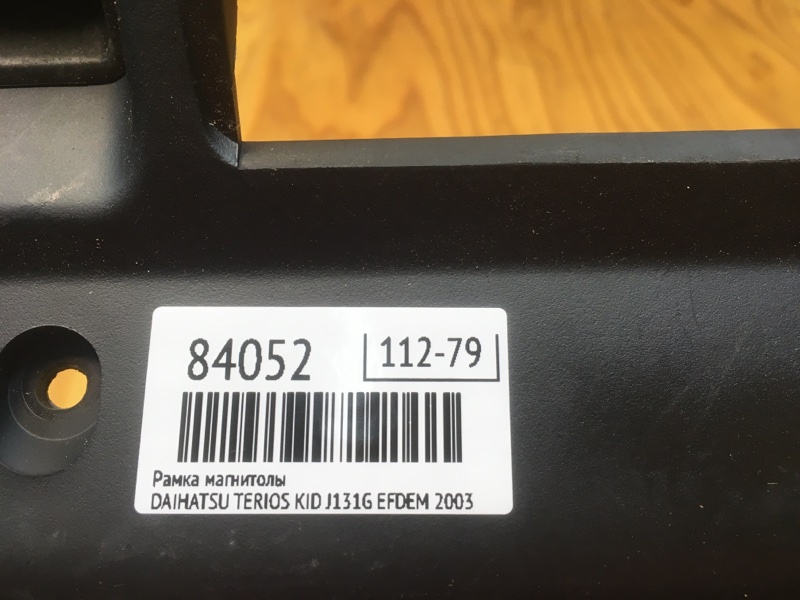 84052
112-79
Рамка магнитолы
DAIHATSU TERIOS KID J131G EFDEM 2003